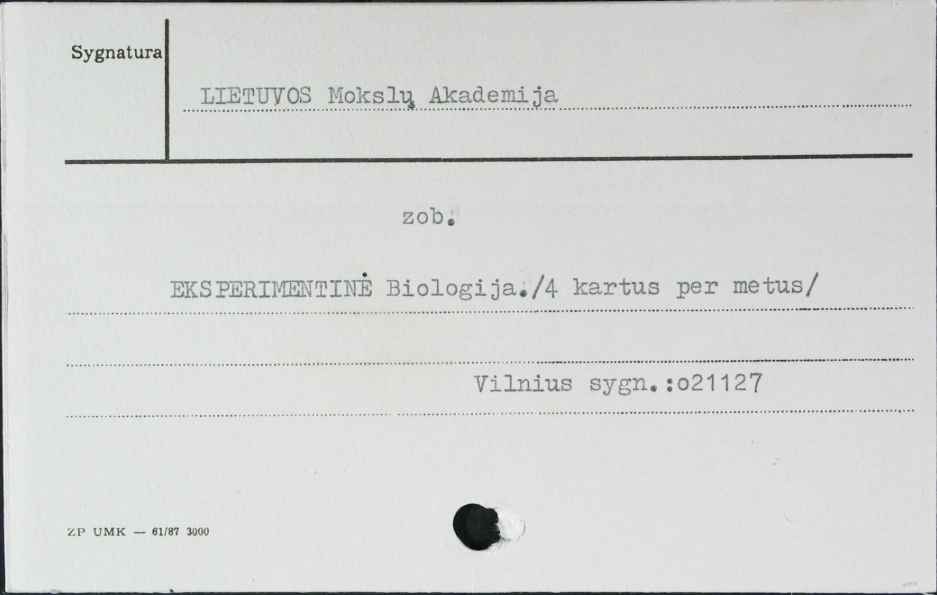 Sygnatura
LIETUVOS Mokslų Akademija
zob.
EKSPERIMENTINĖ Biologija./4 kartus per metus/
Vilnius sygn.:o21127
ZP UMK — 61/87 3000